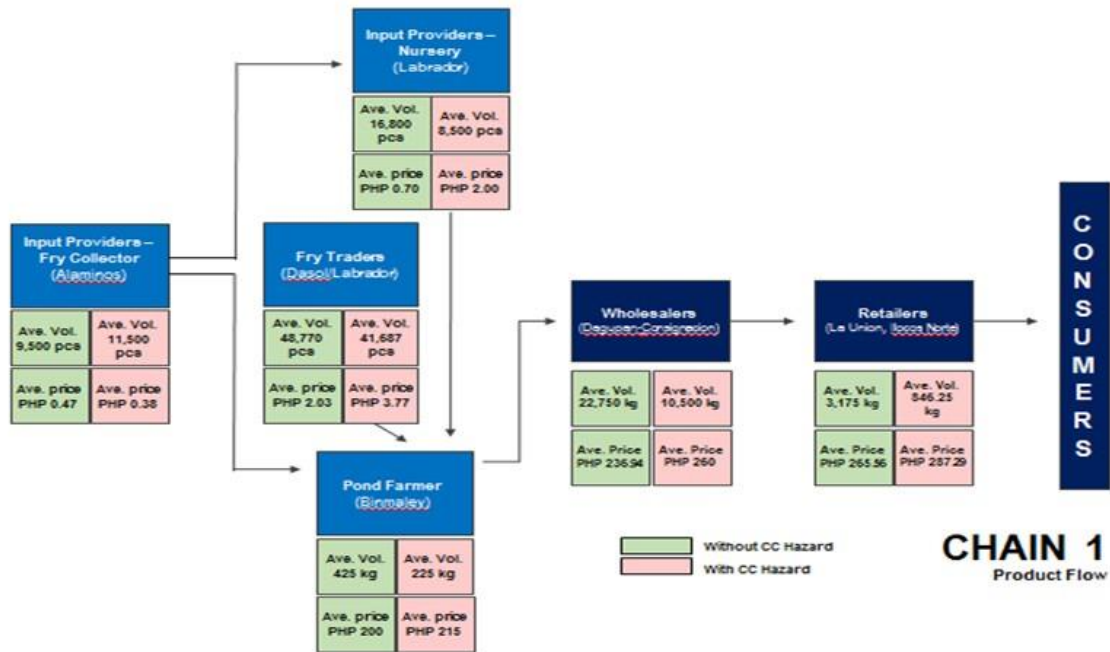 Input Providers –
Nursery
(Labrador)
Ave. Vol.
16,800
pcs
Ave. Vol.
8,500 pcs
Ave. price
PHP 0.70
Ave. price
PHP 2.00
Input Providers –
Fry Collector
(Alaminos)
Ave. Vol.
9,500 pcs
Ave. Vol.
11,500
pcs
Ave. price
PHP 0.47
Ave. price
PHP 0.38
Fry Traders
(Dasol/Labrador)
Ave. Vol.
48,770
pcs
Ave. Vol.
41,687
pcs
Ave. price
PHP 2.03
Ave. price
PHP 3.77
Pond Farmer
(Binmaley)
Ave. Vol.
425 kg
Ave. Vol.
225 kg
Ave. price
PHP 200
Ave. price
PHP 215
Wholesalers
(Dagupan-Consignacion)
Ave. Vol.
22,750 kg
Ave. Vol.
10,500 kg
Ave. Price
PHP 236.94
Ave. Price
PHP 260
Retailers
(La Union, Ilocos Norte)
Ave. Vol.
3,175 kg
Ave. Vol.
846.25
kg
Ave. Price
PHP 265.56
Ave. Price
PHP 287.29
CONSUMERS
Without CC Hazard
With CC Hazard
CHAIN 1
Product Flow